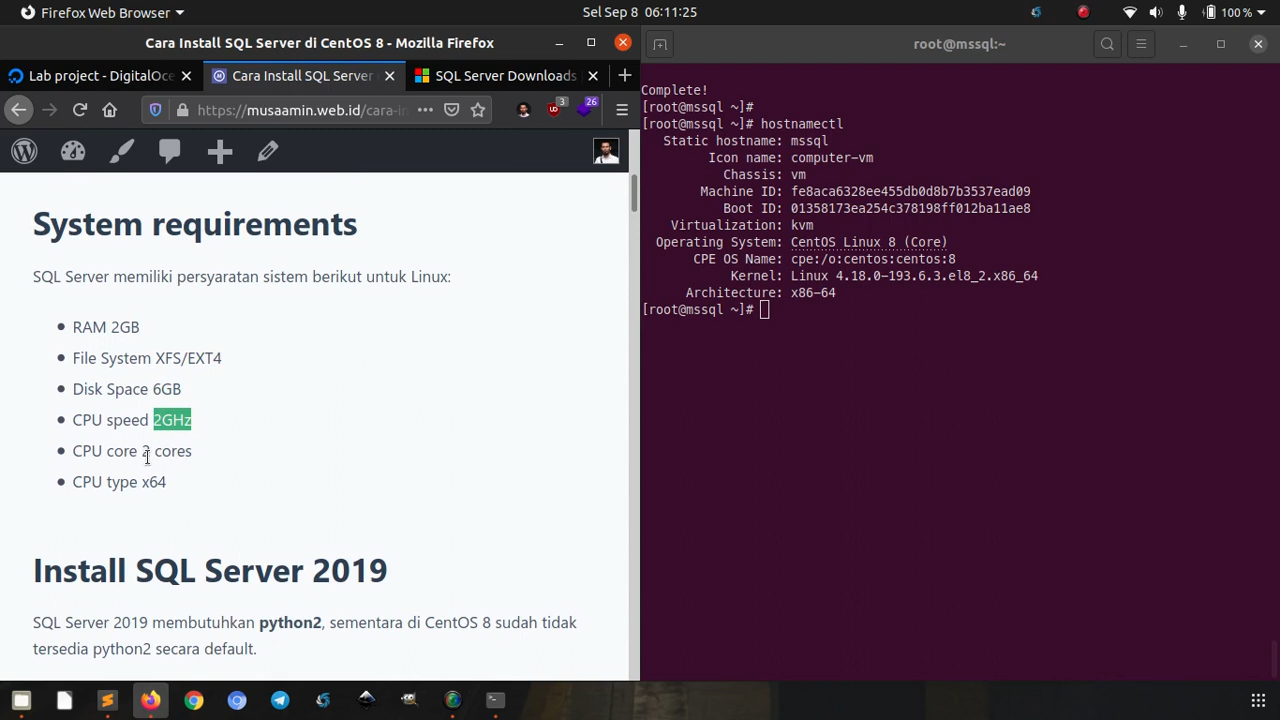 Firefox Web Browser
Sel Sep 8 06:11:25
100 %
Cara Install SQL Server di CentOS 8 - Mozilla Firefox
root@mssql:~
Lab project - DigitalOce
Cara Install SQL Server
SQL Server Downloads
https://musaamin.web.id/cara-in
3
26
System requirements
SQL Server memiliki persyaratan sistem berikut untuk Linux:
RAM 2GB
File System XFS/EXT4
Disk Space 6GB
CPU speed 2GHz
CPU core 2 cores
CPU type x64
Install SQL Server 2019
SQL Server 2019 membutuhkan python2, sementara di CentOS 8 sudah tidak
tersedia python2 secara default.
Complete!
[root@mssql ~]#
[root@mssql ~]# hostnamectl
Static hostname: mssql
Icon name: computer-vm
Chassis: vm
Machine ID: fe8aca6328ee455db0d8b7b3537ead09
Boot ID: 01358173ea254c378198ff012ba11ae8
Virtualization: kvm
Operating System: CentOS Linux 8 (Core)
CPE OS Name: cpe:/o:centos:centos:8
Kernel: Linux 4.18.0-193.6.3.el8_2.x86_64
Architecture: x86-64
[root@mssql ~]#